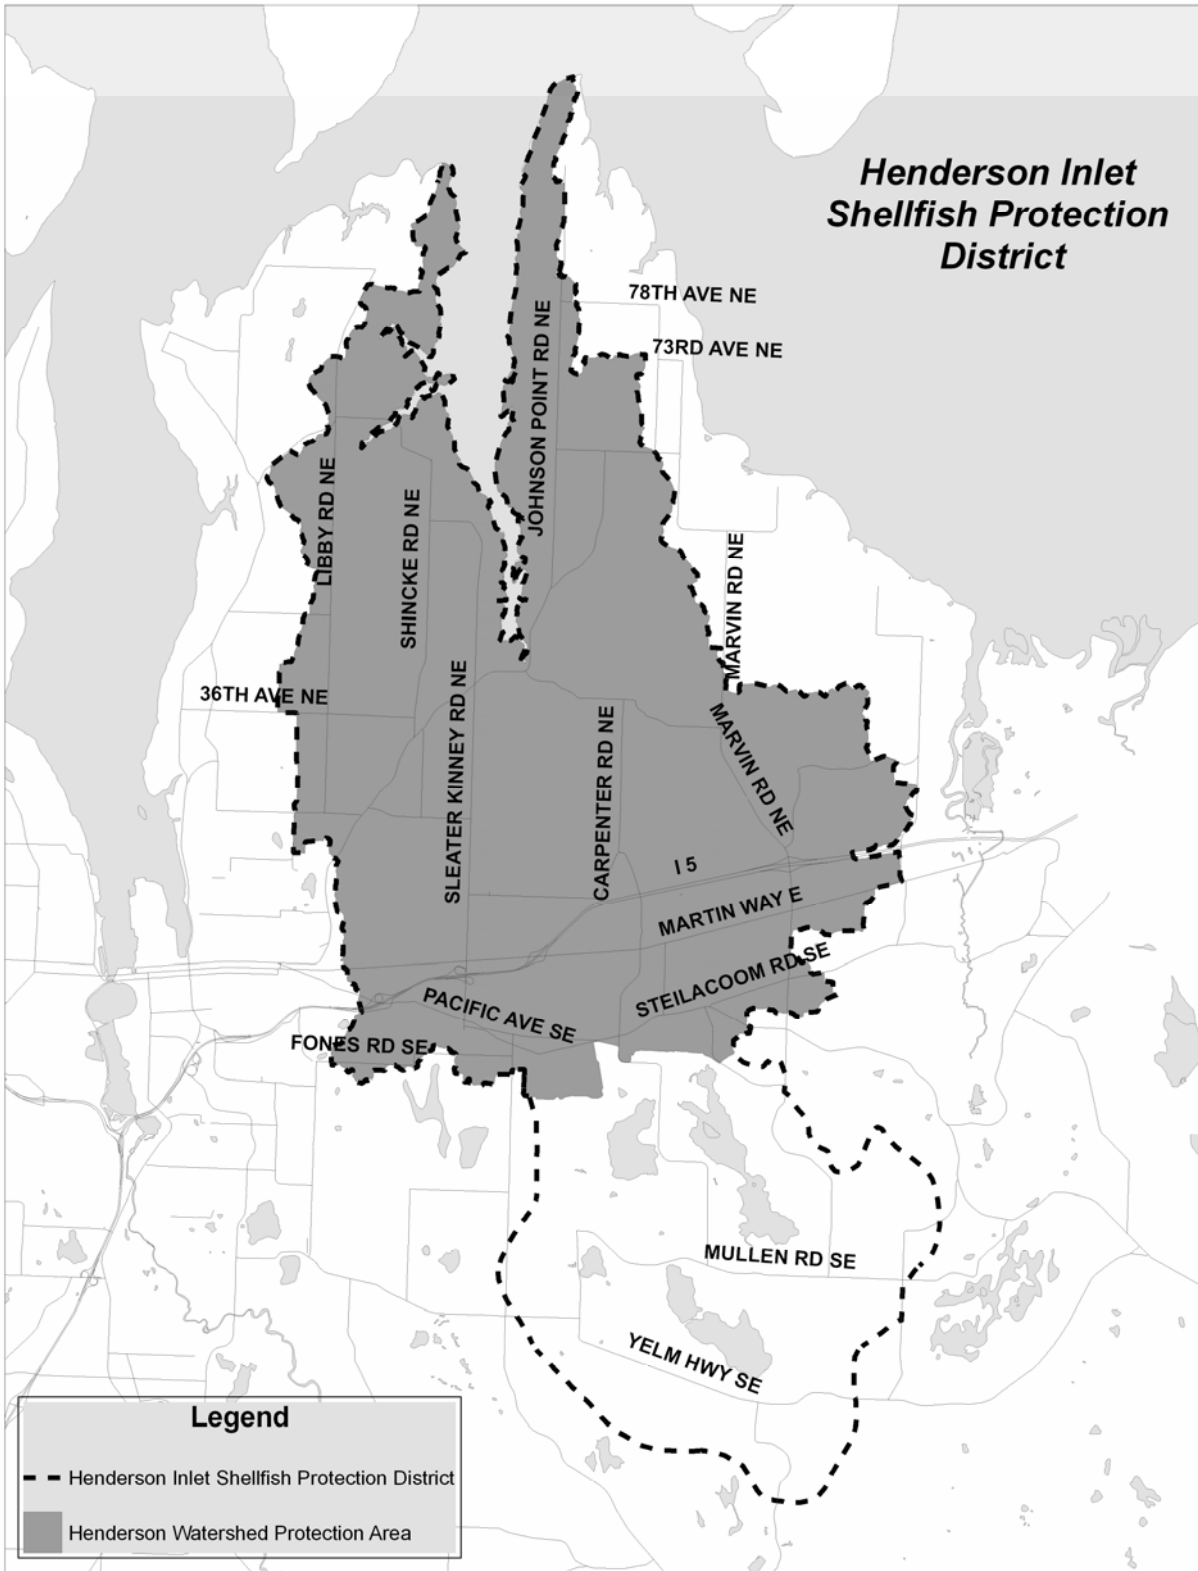 Henderson Inlet
Shellfish Protection
District
78TH AVE NE
73RD AVE NE
JOHNSON POINT RD NE
LIBBY RD NE
SHINCKE RD NE
MARVIN RD NE
36TH AVE NE
SLEATER KINNEY RD NE
CARPENTER RD NE
MARVIN RD NE
I 5
MARTIN WAY E
STEILACOOM RD SE
PACIFIC AVE SE
FONES RD SE
MULLEN RD SE
YELM HWY SE
Legend
Henderson Inlet Shellfish Protection District
Henderson Watershed Protection Area